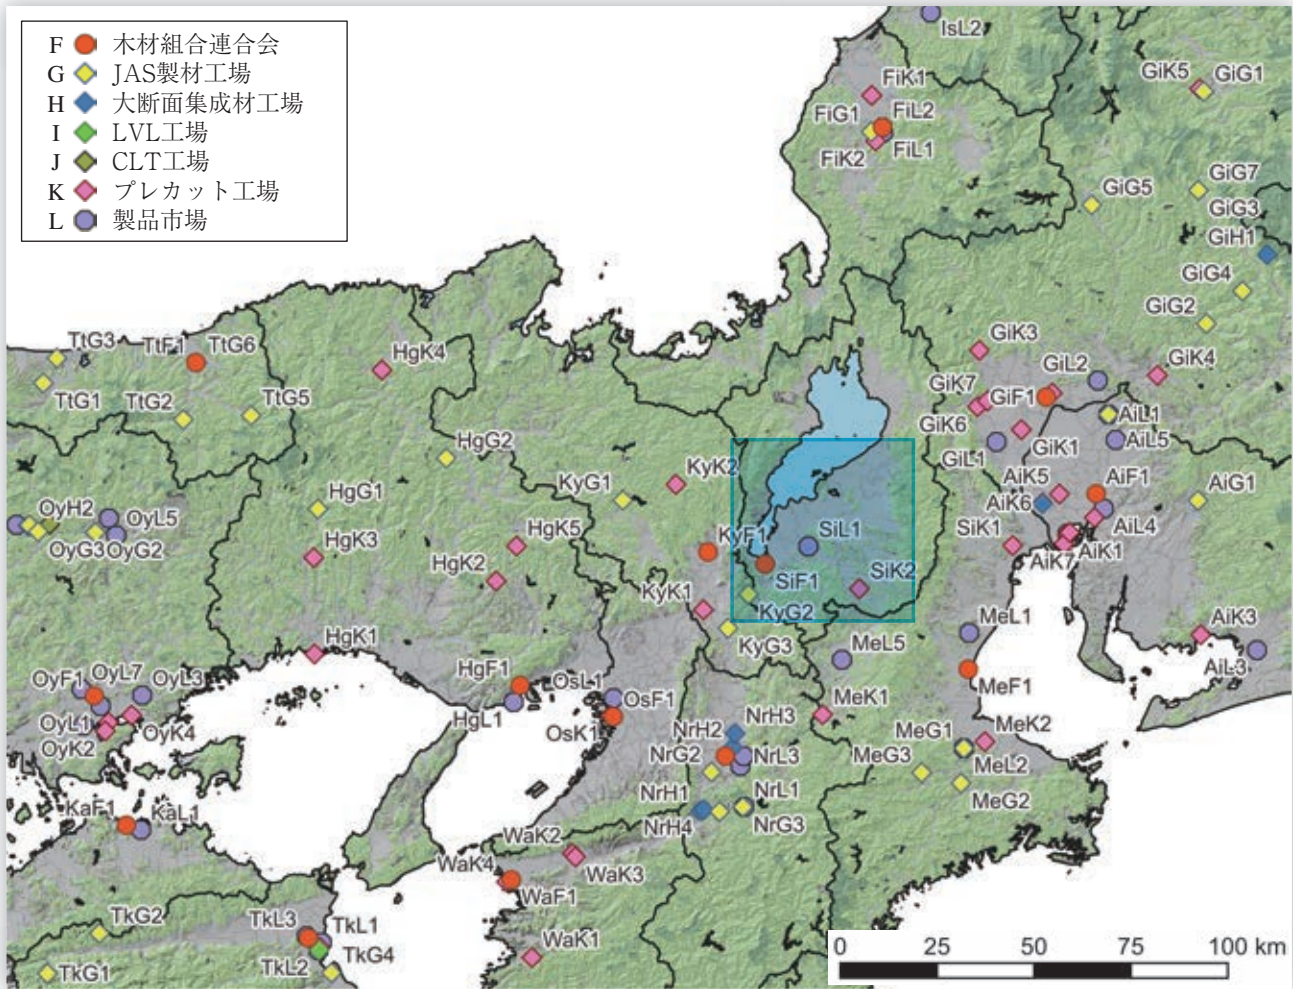 F 木材組合連合会
G JAS製材工場
H 大断面集成材工場
I LVL工場
J CLT工場
K プレカット工場
L 製品市場
IsL2
FiK1
GiK5 GiG1
FiG1 FiL2
FiK2 FiL1
GiG7
GiG5
GiG3
GiH1
GiG4
GiG2
TtG3 TtF1 TtG6
HgK4
GiK3
GiL2 GiK4
TtG1 TtG2 TtG5
GiK7 GiF1
GiK6 AiL1
HgG2
GiL1 GiK1 AiL5
KyK2
KyG1
AiK5 AiF1 AiG1
HgG1
OyH2 OyL5
AiK6
HgK5
KyF1 SiL1 SiK1 AiL4
OyG3 OyG2
HgK3
AiK7 AiK1
HgK2
SiF1 SiK2
KyK1 KyG2
MeL1 AiK3
HgK1
KyG3 MeL5
AiL3
OyF1 OyL7 OyL3
HgF1 OsL1
MeF1
OsF1
MeK1
OyL1 OyK4
HgL1
OsK1 NrH2 NrH3
MeG1 MeK2
OyK2
NrG2 NrL3 MeG3 MeL2
NrH1 NrL1 MeG2
KaF1 KaL1
NrH4 NrG3
WaK2
WaK4 WaK3
WaF1
TkG2 TkL3 TkL1
WaK1
TkG4
TkG1 TkL2
0 25 50 75 100 km